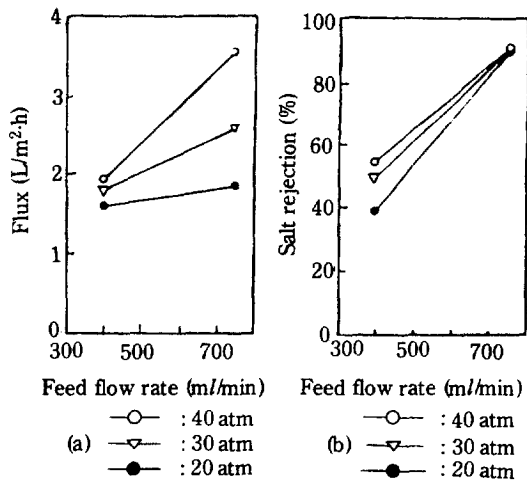 Flux (L/m²·h)
4
3
2
1
0
300 500 700
Feed flow rate (ml/min)
: 40 atm
(a) : 30 atm
: 20 atm
Salt rejection (%)
100
80
60
40
20
0
300 500 700
Feed flow rate (ml/min)
: 40 atm
(b) : 30 atm
: 20 atm